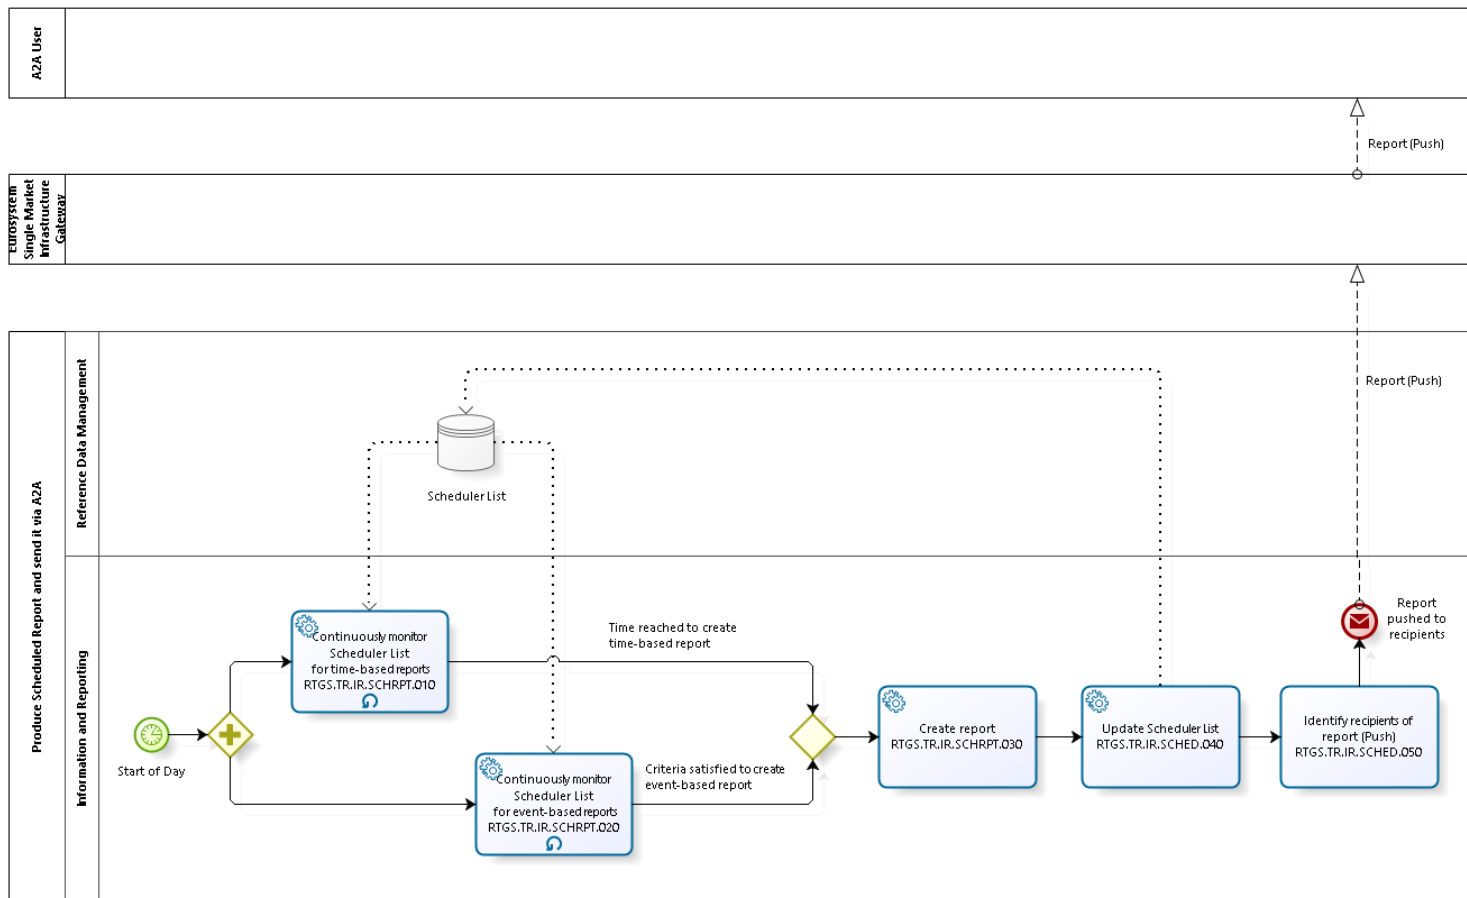 A2A User
Report (Push)
Eurosystem
Single Market
Infrastructure
Gateway
Produce Scheduled Report and send it via A2A
Reference Data Management
Report (Push)
Scheduler List
Information and Reporting
Start of Day
Continuously monitor
Scheduler List
for time-based reports
RTGS.TR.IR.SCHRPT.010
Time reached to create
time-based report
Continuously monitor
Scheduler List
for event-based reports
RTGS.TR.IR.SCHRPT.020
Criteria satisfied to create
event-based report
Create report
RTGS.TR.IR.SCHRPT.030
Update Scheduler List
RTGS.TR.IR.SCHED.040
Identify recipients of
report (Push)
RTGS.TR.IR.SCHED.050
Report
pushed to
recipients